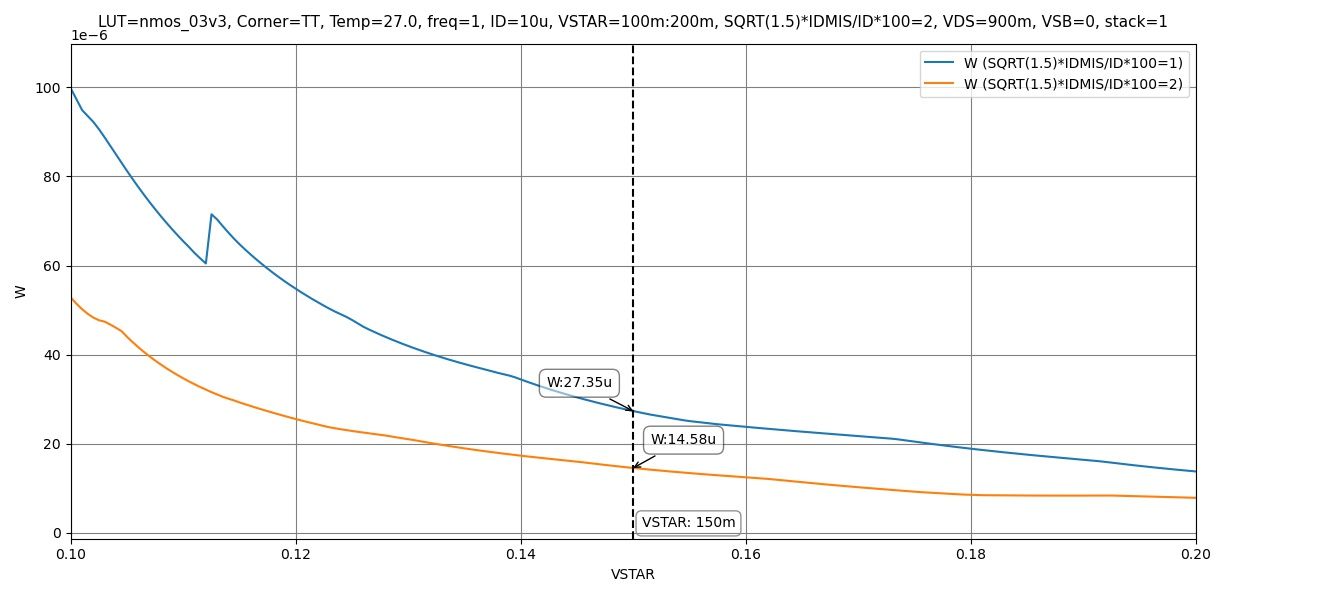 LUT=nmos_03v3, Corner=TT, Temp=27.0, freq=1, ID=10u, VSTAR=100m:200m, SQRT(1.5)*IDMIS/ID*100=2, VDS=900m, VSB=0, stack=1
1e−6
W (SQRT(1.5)*IDMIS/ID*100=1)
W (SQRT(1.5)*IDMIS/ID*100=2)
100
80
60
40
20
0
W
W:27.35u
W:14.58u
VSTAR: 150m
0.10 0.12 0.14 0.16 0.18 0.20
VSTAR